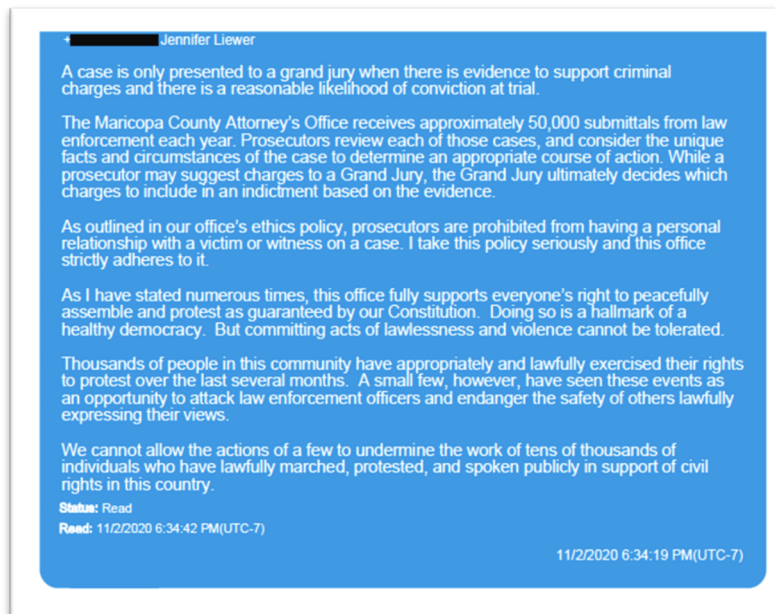 + Jennifer Liewer
A case is only presented to a grand jury when there is evidence to support criminal
charges and there is a reasonable likelihood of conviction at trial.
The Maricopa County Attorney's Office receives approximately 50,000 submittals from law
enforcement each year. Prosecutors review each of those cases, and consider the unique
facts and circumstances of the case to determine an appropriate course of action. While a
prosecutor may suggest charges to a Grand Jury, the Grand Jury ultimately decides which
charges to include in an indictment based on the evidence.
As outlined in our office's ethics policy, prosecutors are prohibited from having a personal
relationship with a victim or witness on a case. I take this policy seriously and this office
strictly adheres to it.
As I have stated numerous times, this office fully supports everyone's right to peacefully
assemble and protest as guaranteed by our Constitution.  Doing so is a hallmark of a
healthy democracy.  But committing acts of lawlessness and violence cannot be tolerated.
Thousands of people in this community have appropriately and lawfully exercised their rights
to protest over the last several months.  A small few, however, have seen these events as
an opportunity to attack law enforcement officers and endanger the safety of others lawfully
expressing their views.
We cannot allow the actions of a few to undermine the work of tens of thousands of
individuals who have lawfully marched, protested, and spoken publicly in support of civil
rights in this country.
Status: Read
Read: 11/2/2020 6:34:42 PM(UTC-7)
11/2/2020 6:34:19 PM(UTC-7)